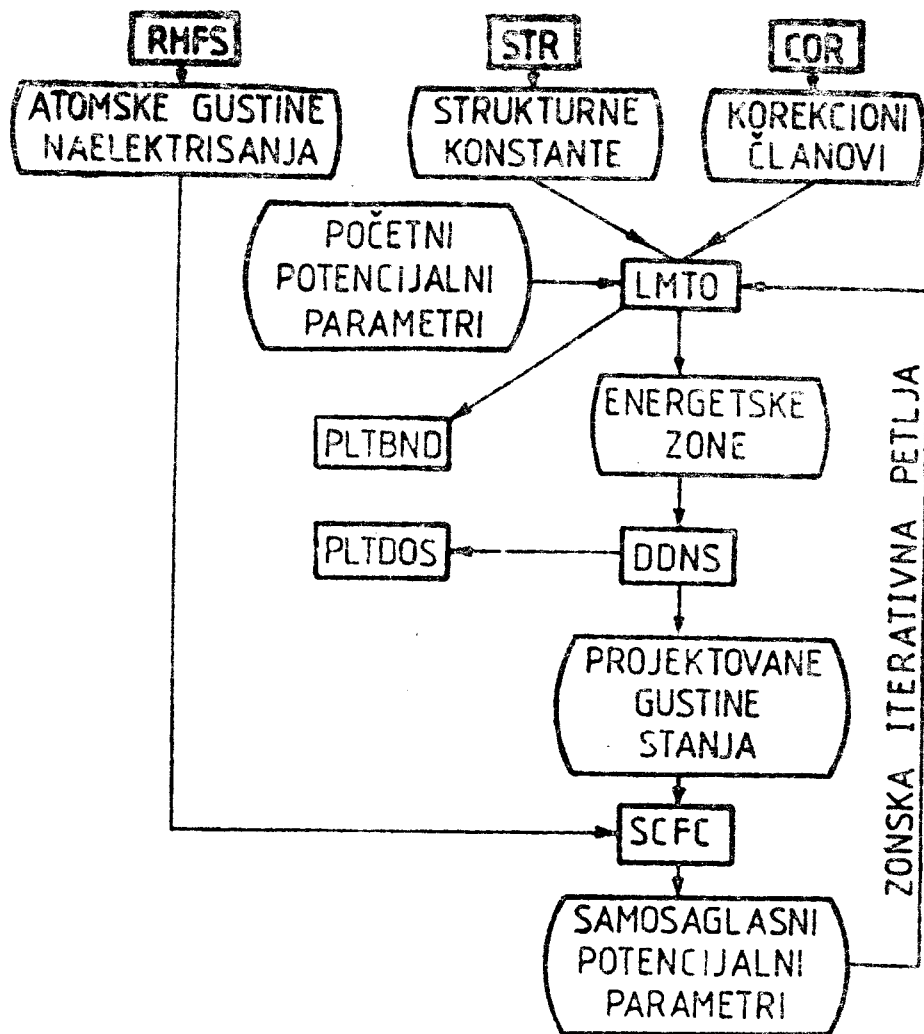 RHFS
STR
COR
ATOMSKE GUSTINE
NAELEKTRISANJA
STRUKTURNE
KONSTANTE
KOREKCIONI
ČLANOVI
POČETNI
POTENCIJALNI
PARAMETRI
LMTO
ENERGETSKE
ZONE
PLTBND
PLTDOS
DDNS
PROJEKTOVANE
GUSTINE
STANJA
SCFC
SAMOSAGLASNI
POTENCIJALNI
PARAMETRI
ZONSKA ITERATIVNA PETLJA